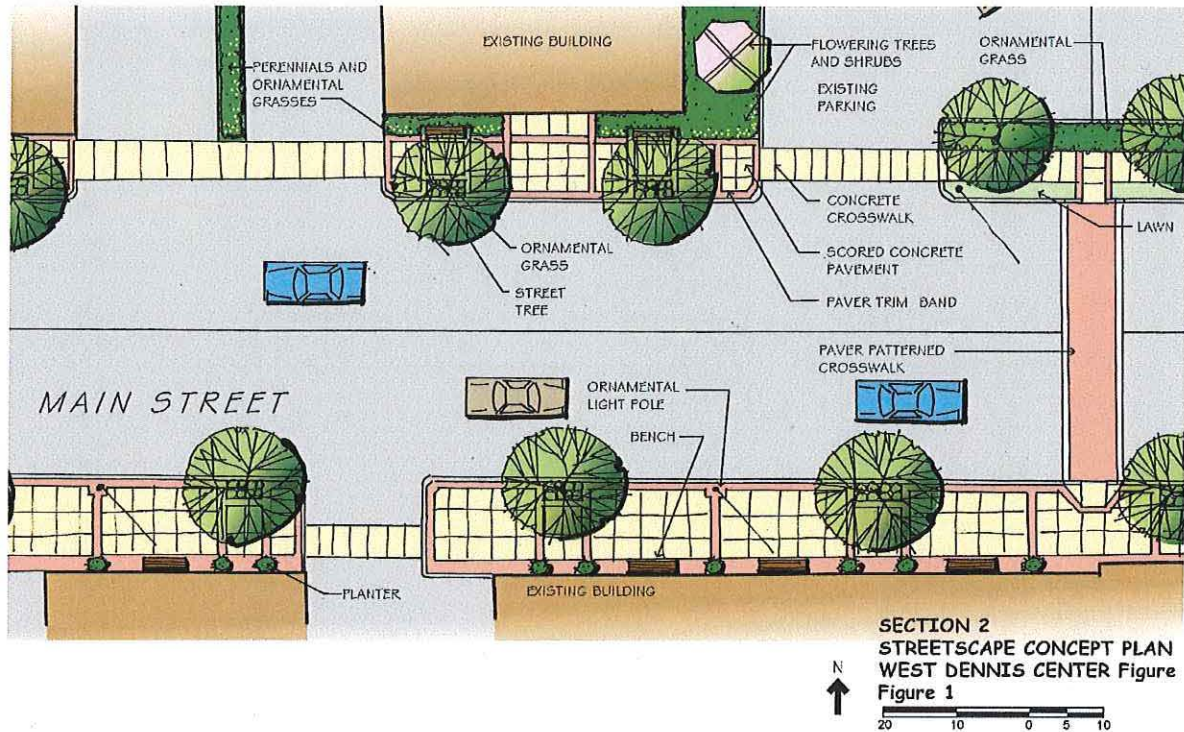 EXISTING BUILDING
PERENNIALS AND
ORNAMENTAL
GRASSES
FLOWERING TREES
AND SHRUBS
EXISTING
PARKING
ORNAMENTAL
GRASS
CONCRETE
CROSSWALK
LAWN
SCORED CONCRETE
PAVEMENT
PAVER TRIM BAND
ORNAMENTAL
GRASS
STREET
TREE
PAVER PATTERNED
CROSSWALK
MAIN STREET
ORNAMENTAL
LIGHT POLE
BENCH
PLANTER
EXISTING BUILDING
SECTION 2
STREETSCAPE CONCEPT PLAN
WEST DENNIS CENTER Figure
Figure 1
N
20 10 0 5 10